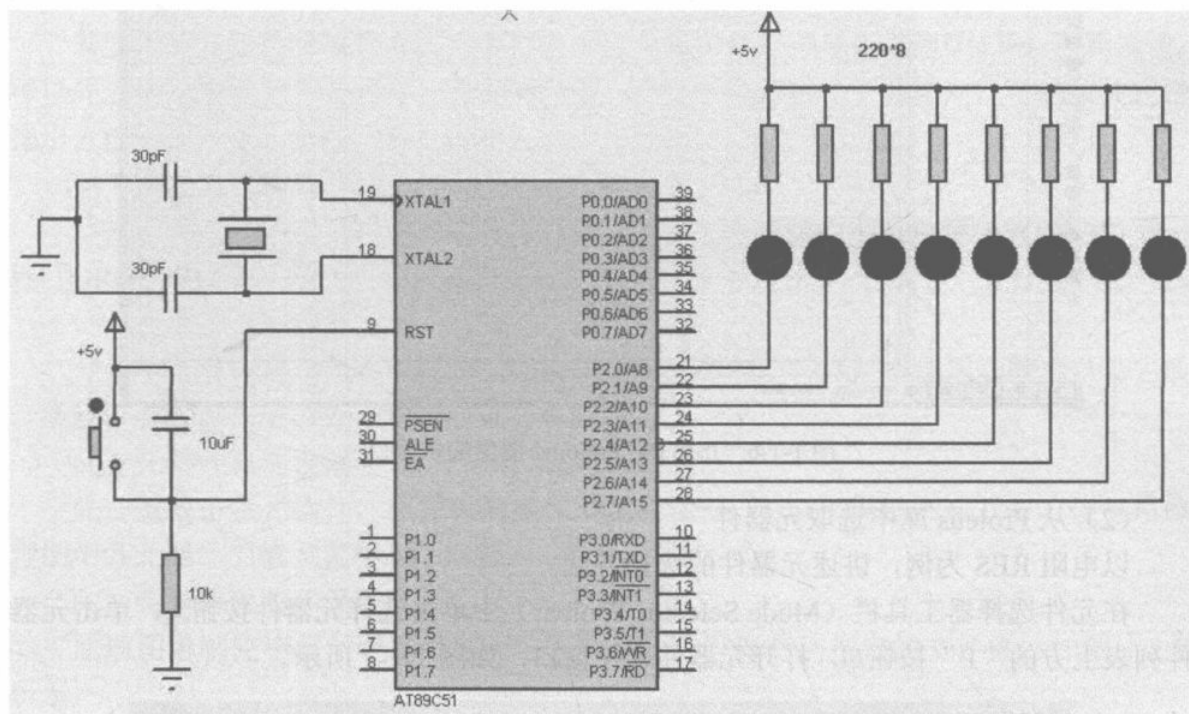 +5v
220*8
30pF
30pF
+5v
10uF
10k
19 XTAL1
18 XTAL2
9 RST
29 PSEN
30 ALE
31 EA
1 P1.0
2 P1.1
3 P1.2
4 P1.3
5 P1.4
6 P1.5
7 P1.6
8 P1.7
P0.0/AD0 39
P0.1/AD1 38
P0.2/AD2 37
P0.3/AD3 36
P0.4/AD4 35
P0.5/AD5 34
P0.6/AD6 33
P0.7/AD7 32
P2.0/A8 21
P2.1/A9 22
P2.2/A10 23
P2.3/A11 24
P2.4/A12 25
P2.5/A13 26
P2.6/A14 27
P2.7/A15 28
P3.0/RXD 10
P3.1/TXD 11
P3.2/INT0 12
P3.3/INT1 13
P3.4/T0 14
P3.5/T1 15
P3.6/WR 16
P3.7/RD 17
AT89C51